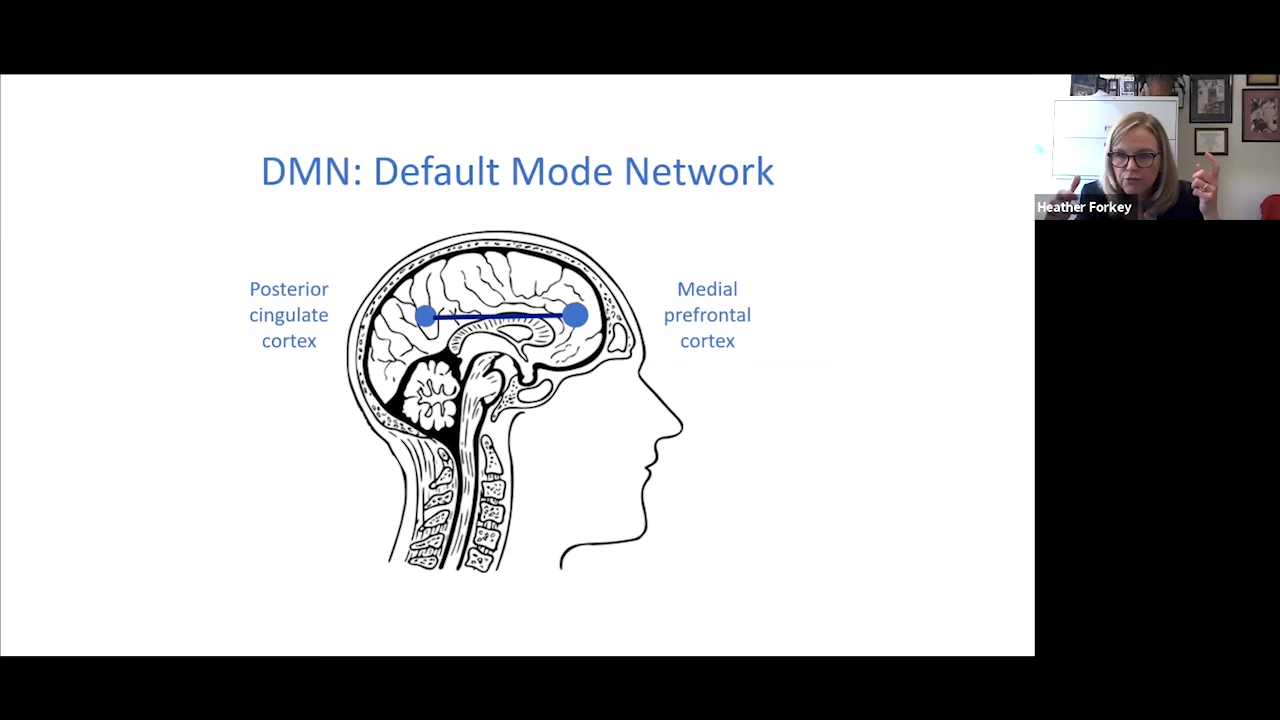 DMN: Default Mode Network
Posterior
cingulate
cortex
Medial
prefrontal
cortex
Heather Forkey